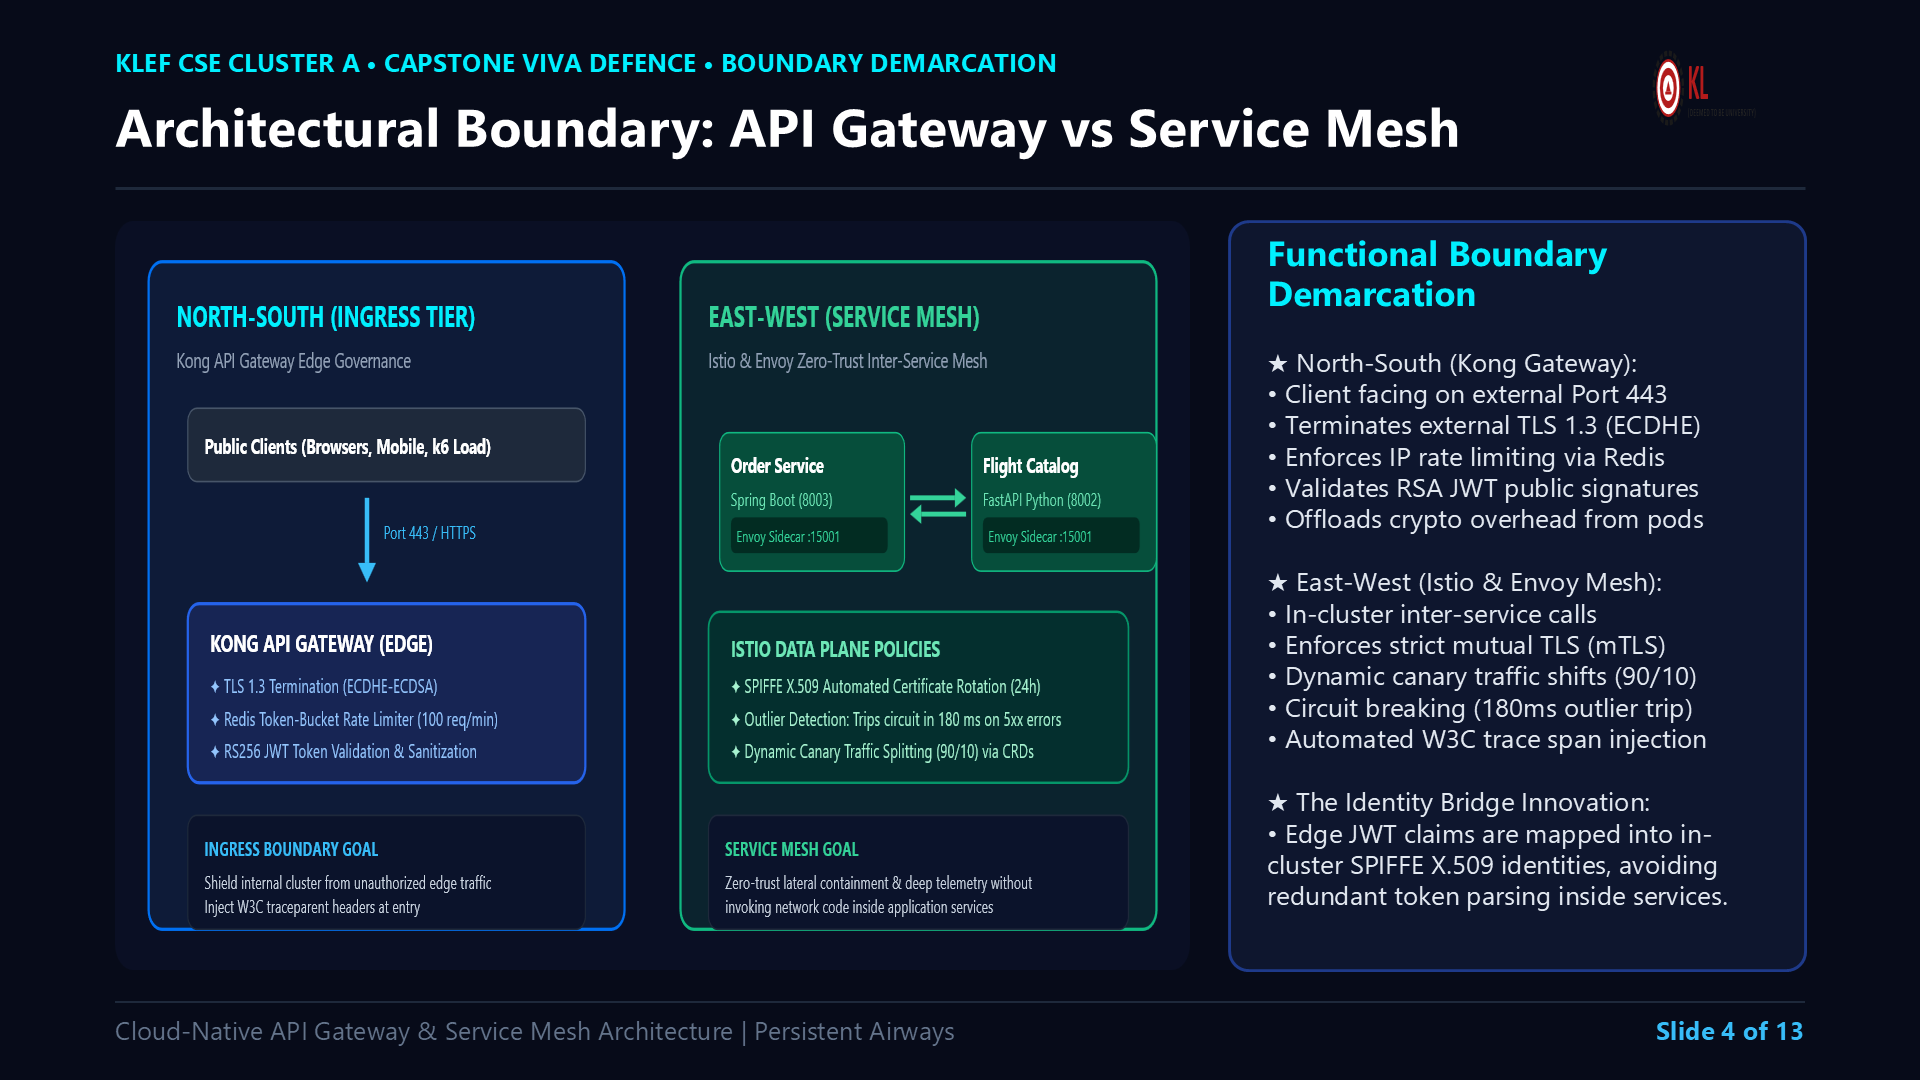 KLEF CSE CLUSTER A • CAPSTONE VIVA DEFENCE • BOUNDARY DEMARCATION
Architectural Boundary: API Gateway vs Service Mesh
KL
(DEEMED TO BE UNIVERSITY)
NORTH-SOUTH (INGRESS TIER)
Kong API Gateway Edge Governance
Public Clients (Browsers, Mobile, k6 Load)
Port 443 / HTTPS
KONG API GATEWAY (EDGE)
✦ TLS 1.3 Termination (ECDHE-ECDSA)
✦ Redis Token-Bucket Rate Limiter (100 req/min)
✦ RS256 JWT Token Validation & Sanitization
INGRESS BOUNDARY GOAL
Shield internal cluster from unauthorized edge traffic
Inject W3C traceparent headers at entry
EAST-WEST (SERVICE MESH)
Istio & Envoy Zero-Trust Inter-Service Mesh
Order Service
Spring Boot (8003)
Envoy Sidecar :15001
Flight Catalog
FastAPI Python (8002)
Envoy Sidecar :15001
ISTIO DATA PLANE POLICIES
✦ SPIFFE X.509 Automated Certificate Rotation (24h)
✦ Outlier Detection: Trips circuit in 180 ms on 5xx errors
✦ Dynamic Canary Traffic Splitting (90/10) via CRDs
SERVICE MESH GOAL
Zero-trust lateral containment & deep telemetry without
invoking network code inside application services
Functional Boundary
Demarcation
★ North-South (Kong Gateway):
• Client facing on external Port 443
• Terminates external TLS 1.3 (ECDHE)
• Enforces IP rate limiting via Redis
• Validates RSA JWT public signatures
• Offloads crypto overhead from pods
★ East-West (Istio & Envoy Mesh):
• In-cluster inter-service calls
• Enforces strict mutual TLS (mTLS)
• Dynamic canary traffic shifts (90/10)
• Circuit breaking (180ms outlier trip)
• Automated W3C trace span injection
★ The Identity Bridge Innovation:
• Edge JWT claims are mapped into in-
cluster SPIFFE X.509 identities, avoiding
redundant token parsing inside services.
Cloud-Native API Gateway & Service Mesh Architecture | Persistent Airways
Slide 4 of 13